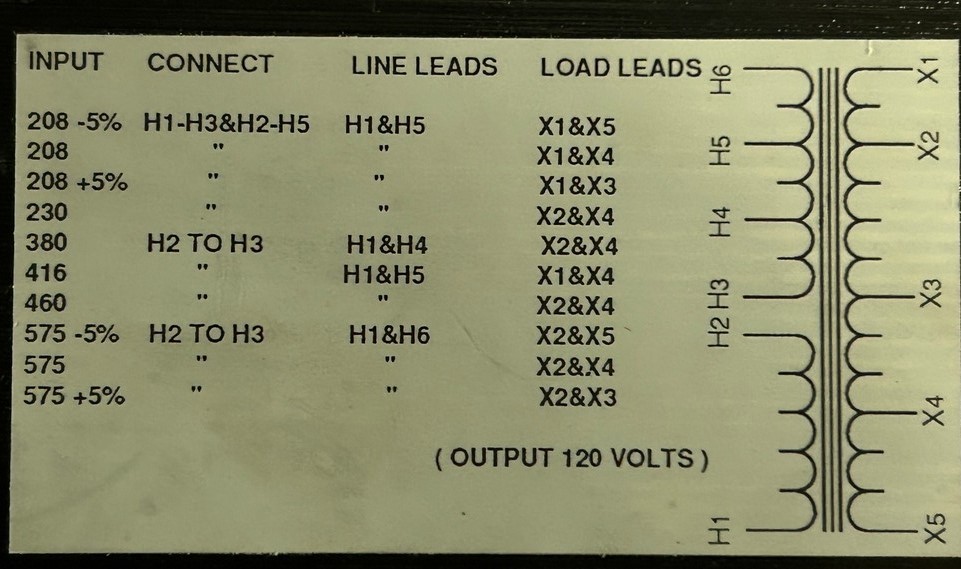 INPUT CONNECT LINE LEADS LOAD LEADS
208 -5% H1-H3&H2-H5 H1&H5 X1&X5
208 " " X1&X4
208 +5% " " X1&X3
230 " " X2&X4
380 H2 TO H3 H1&H4 X2&X4
416 " H1&H5 X1&X4
460 " " X2&X4
575 -5% H2 TO H3 H1&H6 X2&X5
575 " " X2&X4
575 +5% " " X2&X3
( OUTPUT 120 VOLTS )
H6
H5
H4
H3
H2
H1
X1
X2
X3
X4
X5